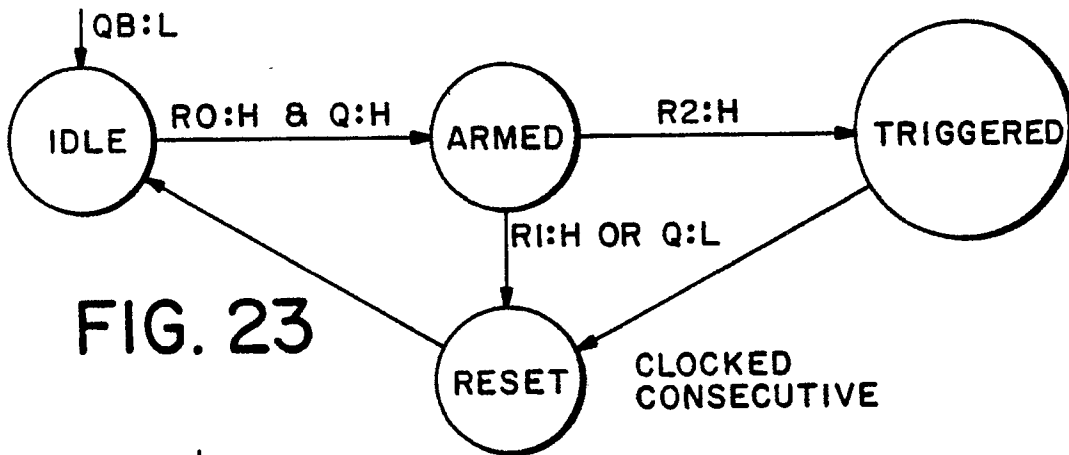 QB:L
IDLE
RO:H & Q:H
ARMED
R2:H
TRIGGERED
R1:H OR Q:L
FIG. 23
RESET
CLOCKED
CONSECUTIVE